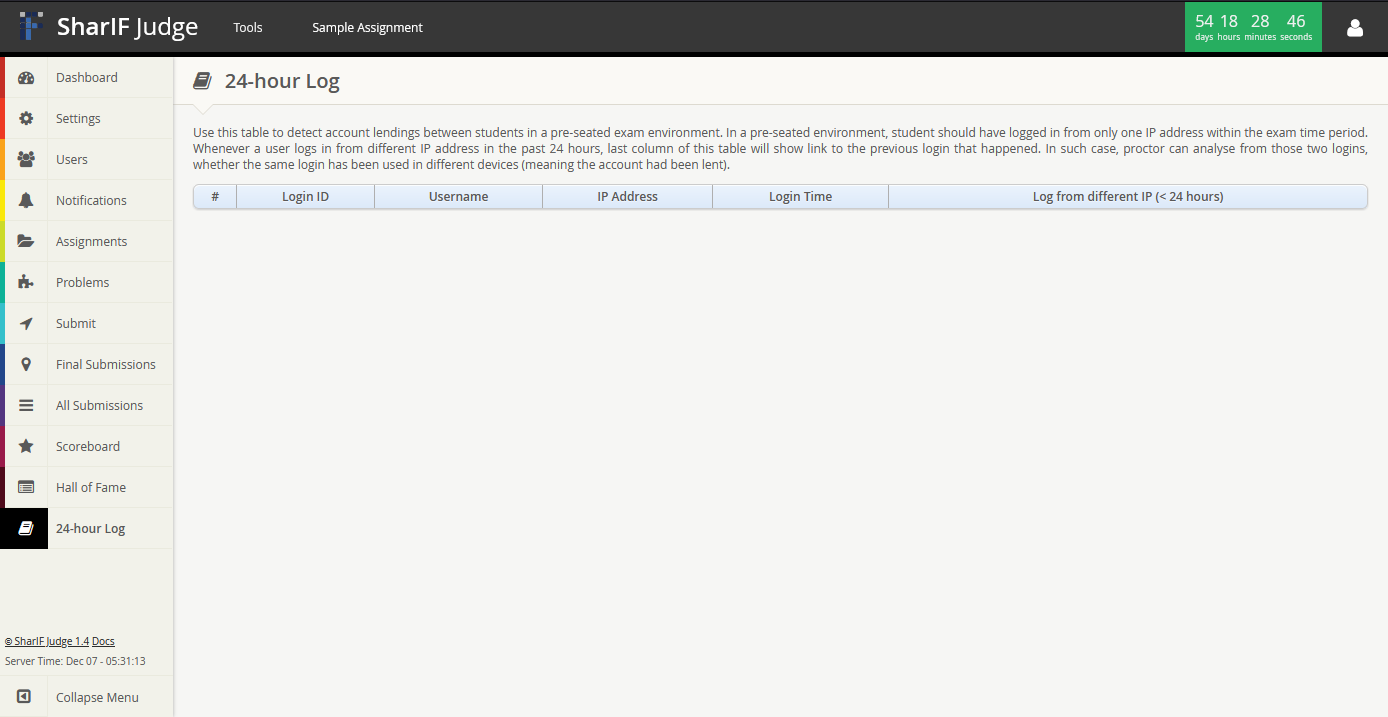 SharIF Judge
Tools
Sample Assignment
54 18 28 46
days hours minutes seconds
Dashboard
Settings
Users
Notifications
Assignments
Problems
Submit
Final Submissions
All Submissions
Scoreboard
Hall of Fame
24-hour Log
© SharIF Judge 1.4 Docs
Server Time: Dec 07 - 05:31:13
Collapse Menu
24-hour Log
Use this table to detect account lendings between students in a pre-seated exam environment. In a pre-seated environment, student should have logged in from only one IP address within the exam time period.
Whenever a user logs in from different IP address in the past 24 hours, last column of this table will show link to the previous login that happened. In such case, proctor can analyse from those two logins,
whether the same login has been used in different devices (meaning the account had been lent).
# Login ID Username IP Address Login Time Log from different IP (< 24 hours)